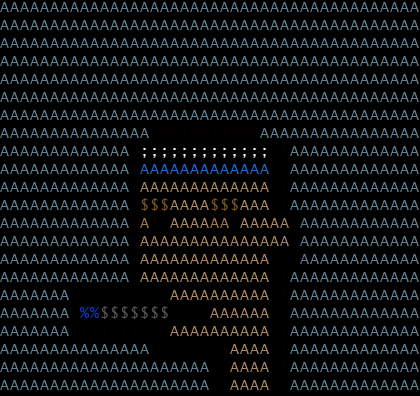 AAAAAAAAAAAAAAAAAAAAAAAAAAAAAAAAAAAAAAAAAA
AAAAAAAAAAAAAAAAAAAAAAAAAAAAAAAAAAAAAAAAAA
AAAAAAAAAAAAAAAAAAAAAAAAAAAAAAAAAAAAAAAAAA
AAAAAAAAAAAAAAAAAAAAAAAAAAAAAAAAAAAAAAAAAA
AAAAAAAAAAAAAAAAAAAAAAAAAAAAAAAAAAAAAAAAAA
AAAAAAAAAAAAAAAAAAAAAAAAAAAAAAAAAAAAAAAAAA
AAAAAAAAAAAAAAAAAAAAAAAAAAAAAAAAAAAAAAAAAA
AAAAAAAAAAAAAAA           AAAAAAAAAAAAAAAA
AAAAAAAAAAAAA ;;;;;;;;;;;;;  AAAAAAAAAAAAA
AAAAAAAAAAAAA AAAAAAAAAAAAA  AAAAAAAAAAAAA
AAAAAAAAAAAAA AAAAAAAAAAAAA  AAAAAAAAAAAAA
AAAAAAAAAAAAA $$$AAAA$$$AAA  AAAAAAAAAAAAA
AAAAAAAAAAAAA A  AAAAAA AAAAA AAAAAAAAAAAA
AAAAAAAAAAAAA AAAAAAAAAAAAAAA AAAAAAAAAAAA
AAAAAAAAAAAAA AAAAAAAAAAAAA   AAAAAAAAAAAA
AAAAAAAAAAAAA AAAAAAAAAAAAA  AAAAAAAAAAAAA
AAAAAAA          AAAAAAAAAA  AAAAAAAAAAAAA
AAAAAAA %%$$$$$$$    AAAAAA  AAAAAAAAAAAAA
AAAAAAA          AAAAAAAAAA  AAAAAAAAAAAAA
AAAAAAAAAAAAAAA        AAAA  AAAAAAAAAAAAA
AAAAAAAAAAAAAAAAAAAAA  AAAA  AAAAAAAAAAAAA
AAAAAAAAAAAAAAAAAAAAA  AAAA  AAAAAAAAAAAAA